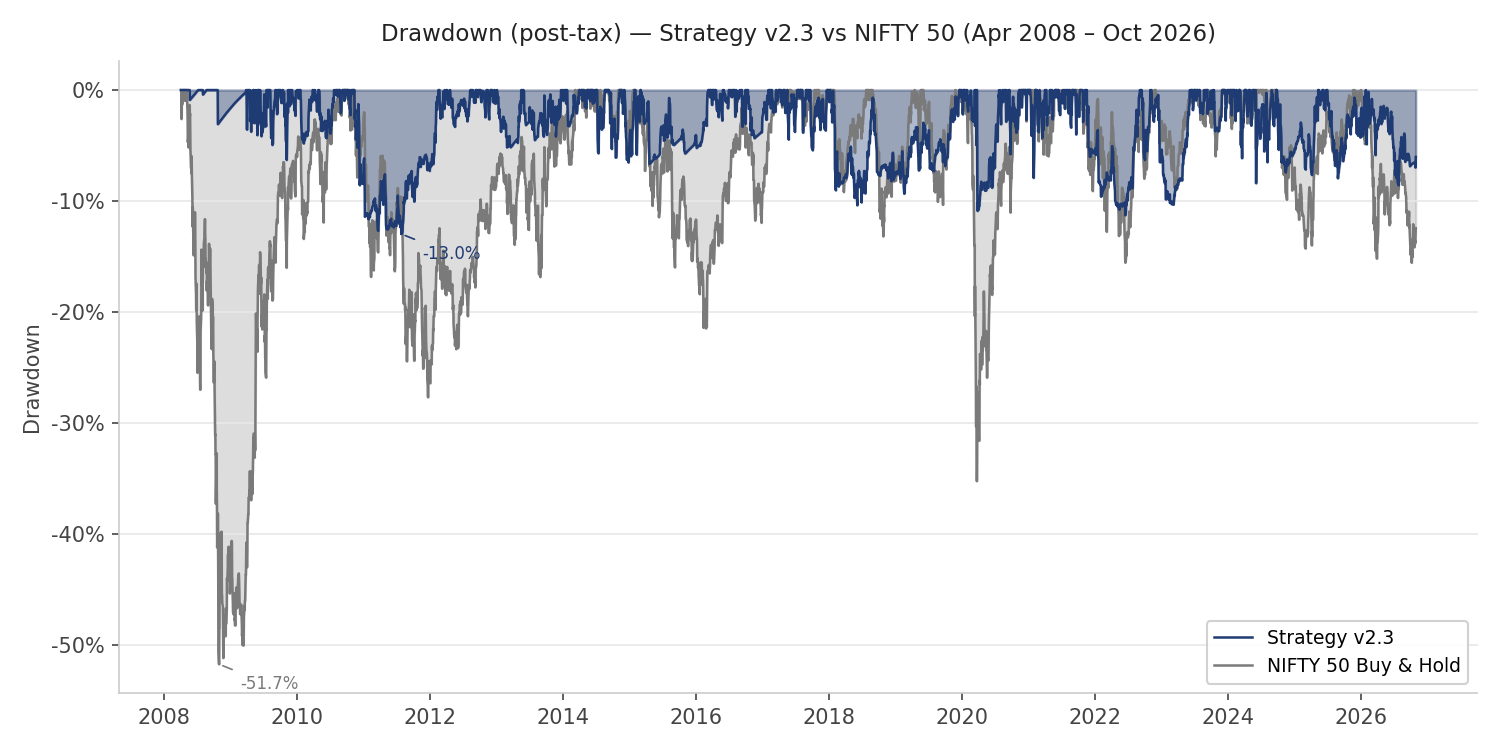 Drawdown (post-tax) — Strategy v2.3 vs NIFTY 50 (Apr 2008 – Oct 2026)
Drawdown
0%
-10%
-20%
-30%
-40%
-50%
-13.0%
-51.7%
Strategy v2.3
NIFTY 50 Buy & Hold
2008 2010 2012 2014 2016 2018 2020 2022 2024 2026